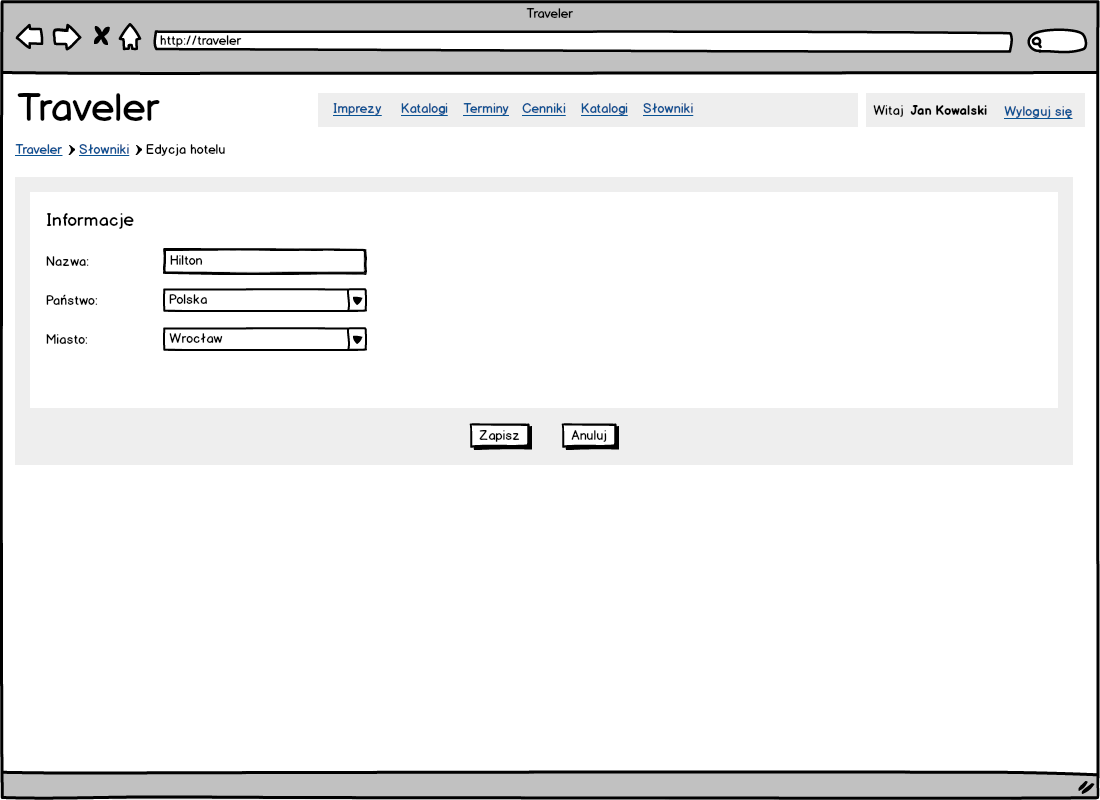 Traveler
http://traveler
Traveler
Imprezy Katalogi Terminy Cenniki Katalogi Słowniki
Witaj Jan Kowalski Wyloguj się
Traveler Słowniki Edycja hotelu
Informacje
Nazwa: Hilton
Państwo: Polska
Miasto: Wrocław
Zapisz Anuluj